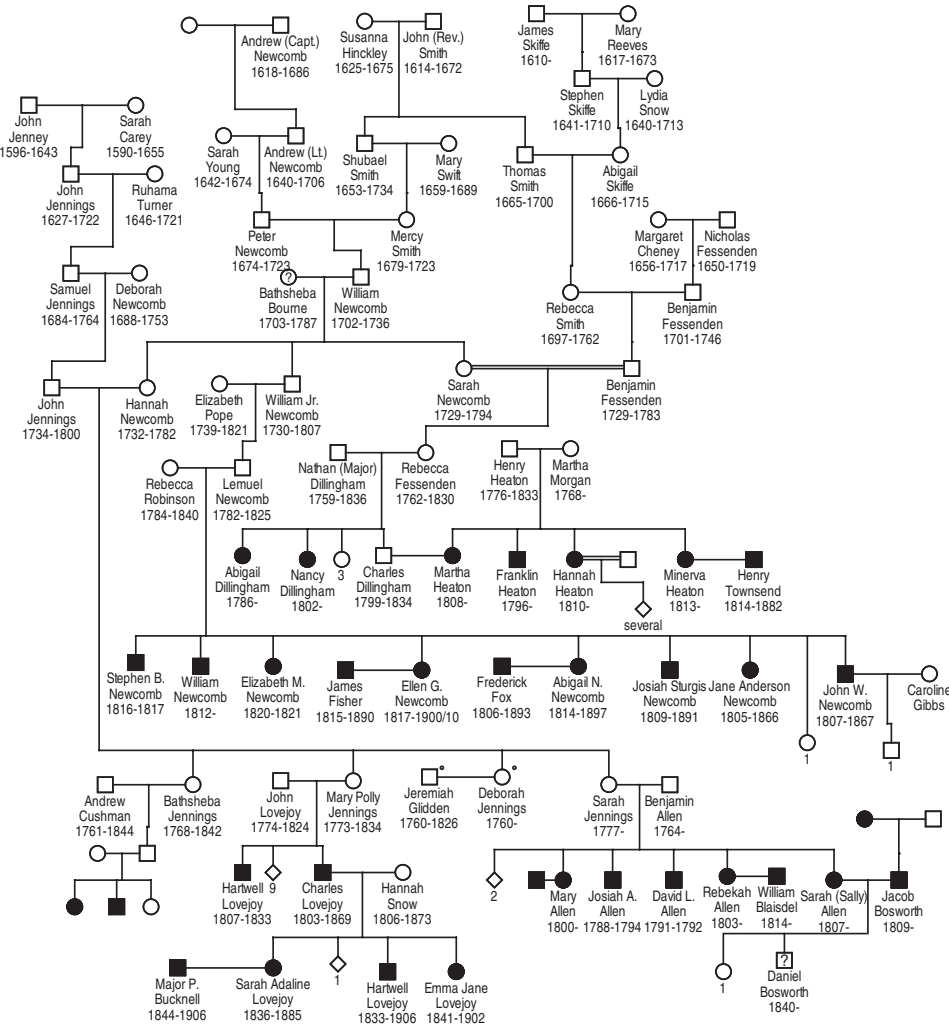 Andrew (Capt.)
Newcomb
1618-1686
Susanna
Hinckley
1625-1675
John (Rev.)
Smith
1614-1672
James
Skiffe
1610-
Mary
Reeves
1617-1673
Stephen
Skiffe
1641-1710
Lydia
Snow
1640-1713
John
Jenney
1596-1643
Sarah
Carey
1590-1655
Sarah
Young
1642-1674
Andrew (Lt.)
Newcomb
1640-1706
Shubael
Smith
1653-1734
Mary
Swift
1659-1689
Thomas
Smith
1665-1700
Abigail
Skiffe
1666-1715
John
Jennings
1627-1722
Ruhama
Turner
1646-1721
Peter
Newcomb
1674-1723
Mercy
Smith
1679-1723
Margaret
Cheney
1656-1717
Nicholas
Fessenden
1650-1719
Samuel
Jennings
1684-1764
Deborah
Newcomb
1688-1753
?
Bathsheba
Bourne
1703-1787
William
Newcomb
1702-1736
Rebecca
Smith
1697-1762
Benjamin
Fessenden
1701-1746
John
Jennings
1734-1800
Hannah
Newcomb
1732-1782
Elizabeth
Pope
1739-1821
William Jr.
Newcomb
1730-1807
Sarah
Newcomb
1729-1794
Benjamin
Fessenden
1729-1783
Rebecca
Robinson
1784-1840
Lemuel
Newcomb
1782-1825
Nathan (Major)
Dillingham
1759-1836
Rebecca
Fessenden
1762-1830
Henry
Heaton
1776-1833
Martha
Morgan
1768-
Abigail
Dillingham
1786-
Nancy
Dillingham
1802-
3
Charles
Dillingham
1799-1834
Martha
Heaton
1808-
Franklin
Heaton
1796-
Hannah
Heaton
1810-
several
Minerva
Heaton
1813-
Henry
Townsend
1814-1882
Stephen B.
Newcomb
1816-1817
William
Newcomb
1812-
Elizabeth M.
Newcomb
1820-1821
James
Fisher
1815-1890
Ellen G.
Newcomb
1817-1900/10
Frederick
Fox
1806-1893
Abigail N.
Newcomb
1814-1897
Josiah Sturgis
Newcomb
1809-1891
Jane Anderson
Newcomb
1805-1866
1
John W.
Newcomb
1807-1867
Caroline
Gibbs
1
Andrew
Cushman
1761-1844
Bathsheba
Jennings
1768-1842
John
Lovejoy
1774-1824
Mary Polly
Jennings
1773-1834
Jeremiah
Glidden
1760-1826
Deborah
Jennings
1760-
Sarah
Jennings
1777-
Benjamin
Allen
1764-
Hartwell
Lovejoy
1807-1833
9
Charles
Lovejoy
1803-1869
Hannah
Snow
1806-1873
2
Mary
Allen
1800-
Josiah A.
Allen
1788-1794
David L.
Allen
1791-1792
Rebekah
Allen
1803-
William
Blaisdel
1814-
Sarah (Sally)
Allen
1807-
Jacob
Bosworth
1809-
Major P.
Bucknell
1844-1906
Sarah Adaline
Lovejoy
1836-1885
1
Hartwell
Lovejoy
1833-1906
Emma Jane
Lovejoy
1841-1902
1
?
Daniel
Bosworth
1840-